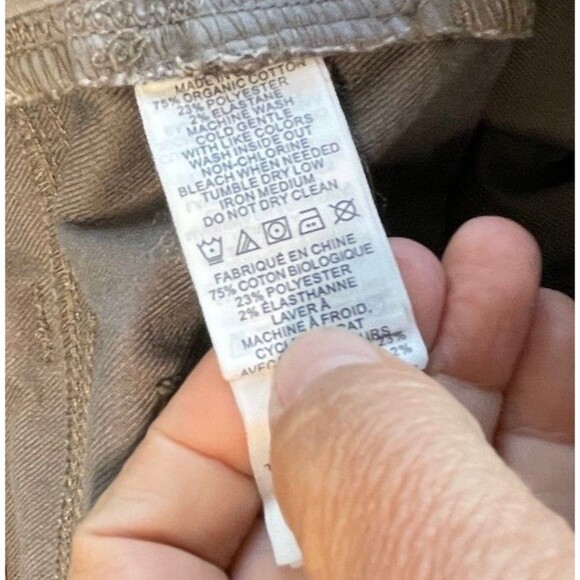 MADE IN
75% ORGANIC COTTON
23% POLYESTER
2% ELASTANE
MACHINE WASH
COLD GENTLE
WITH LIKE COLORS
WASH INSIDE OUT
NON-CHLORINE
BLEACH WHEN NEEDED
TUMBLE DRY LOW
IRON MEDIUM
DO NOT DRY CLEAN
FABRIQUÉ EN CHINE
75% COTON BIOLOGIQUE
23% POLYESTER
2% ÉLASTHANNE
LAVER À
MACHINE À FROID,
23%
2%